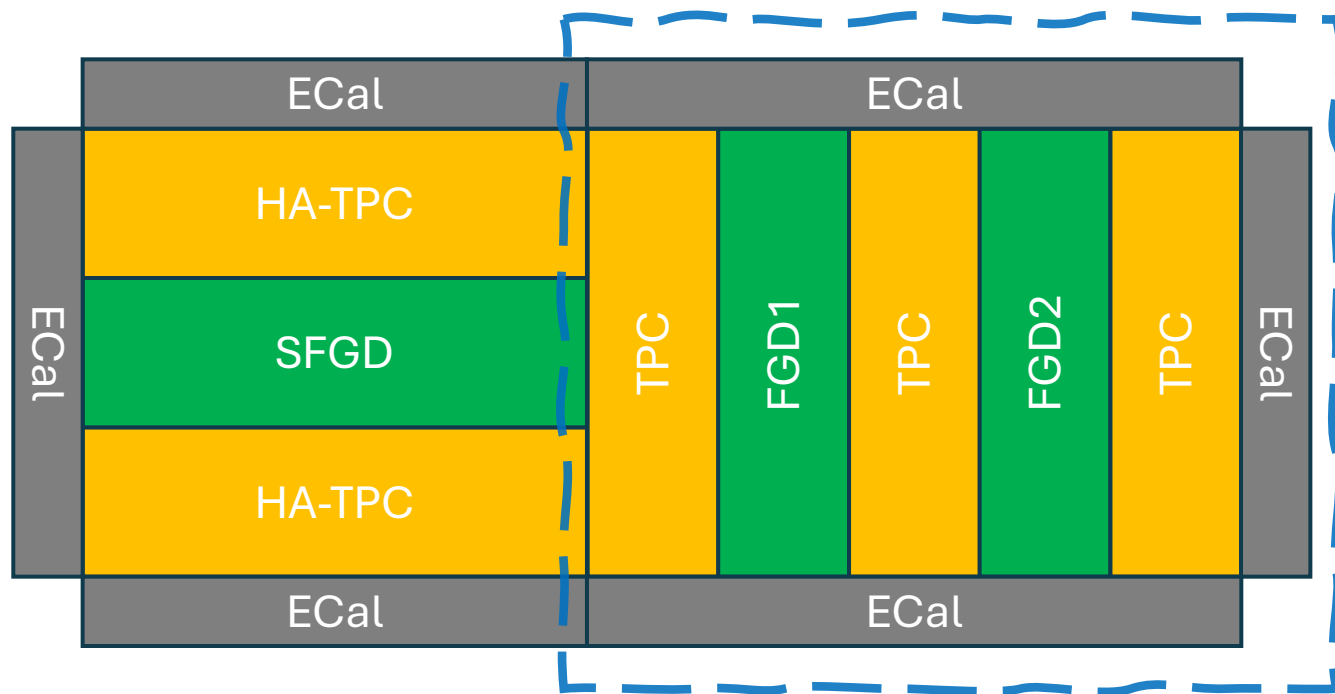 ECal
ECal
ECal
HA-TPC
SFGD
HA-TPC
TPC
FGD1
TPC
FGD2
TPC
ECal
ECal
ECal